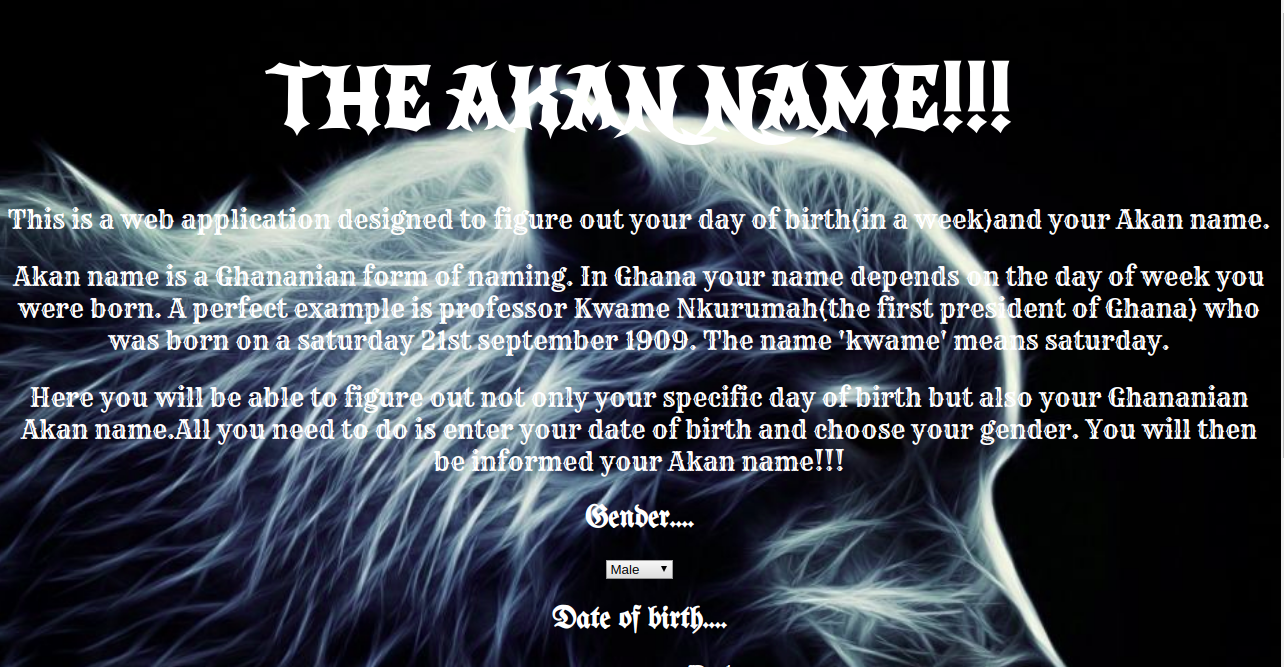 THE AKAN NAME!!!
This is a web application designed to figure out your day of birth(in a week)and your Akan name.
Akan name is a Ghananian form of naming. In Ghana your name depends on the day of week you
were born. A perfect example is professor Kwame Nkurumah(the first president of Ghana) who
was born on a saturday 21st september 1909. The name 'kwame' means saturday.
Here you will be able to figure out not only your specific day of birth but also your Ghananian
Akan name.All you need to do is enter your date of birth and choose your gender. You will then
be informed your Akan name!!!
Gender....
Male
Date of birth....